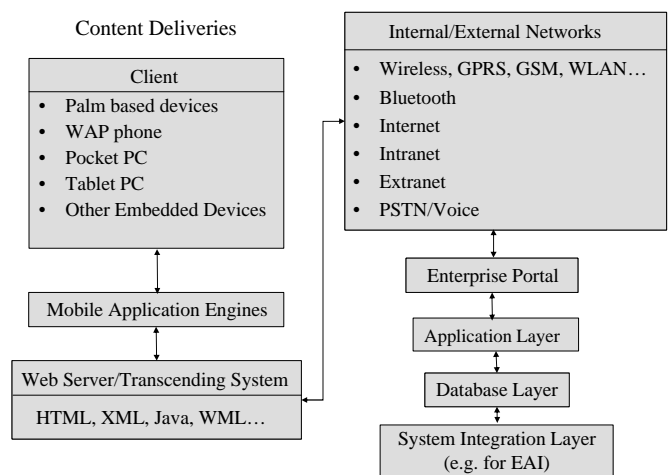 Content Deliveries
Client
• Palm based devices
• WAP phone
• Pocket PC
• Tablet PC
• Other Embedded Devices
Mobile Application Engines
Web Server/Transcending System
HTML, XML, Java, WML…
Internal/External Networks
• Wireless, GPRS, GSM, WLAN…
• Bluetooth
• Internet
• Intranet
• Extranet
• PSTN/Voice
Enterprise Portal
Application Layer
Database Layer
System Integration Layer
(e.g. for EAI)